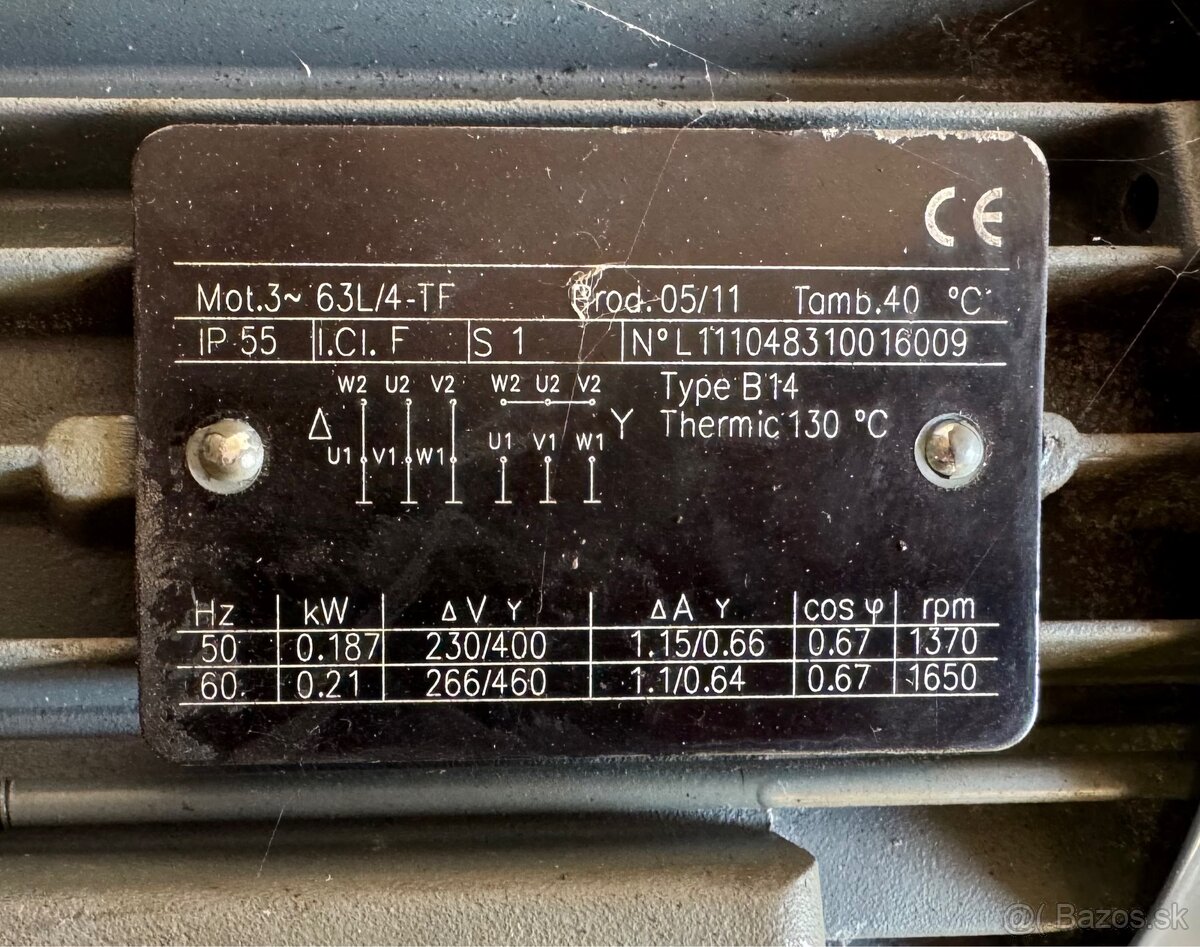 CE
Mot.3~ 63L/4-TF Prod. 05/11 Tamb.40 °C
IP 55 I.Cl. F S 1 N°L111048310016009
W2 U2 V2 W2 U2 V2 Type B14
Δ Y Thermic 130 °C
U1 V1 W1 U1 V1 W1
Hz kW Δ V Y Δ A Y cos φ rpm
50 0.187 230/400 1.15/0.66 0.67 1370
60. 0.21 266/460 1.1/0.64 0.67 1650
@(.Bazos.sk